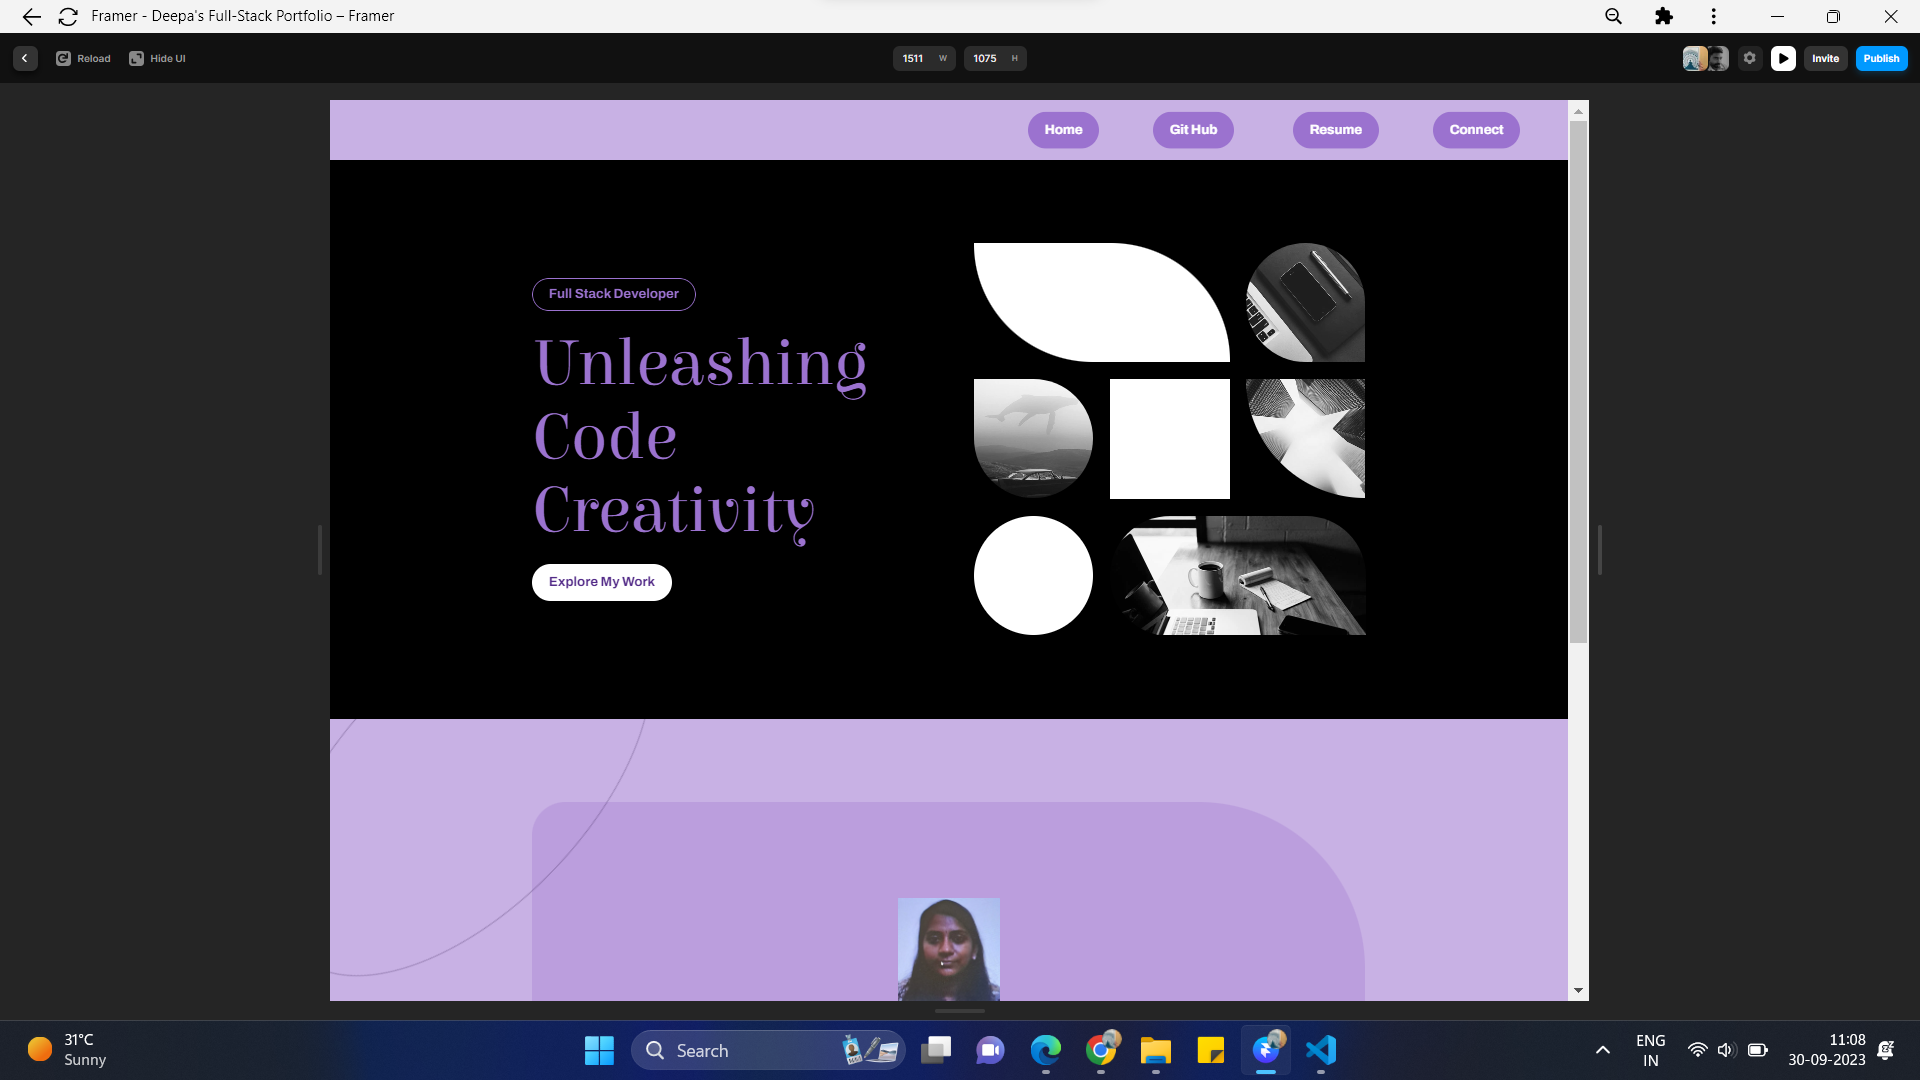 Framer - Deepa's Full-Stack Portfolio – Framer
Reload
Hide UI
1511 W
1075 H
Invite
Publish
Home
Git Hub
Resume
Connect
Full Stack Developer
Unleashing
Code
Creativity
Explore My Work
31°C
Sunny
Search
ENG
IN
11:08
30-09-2023